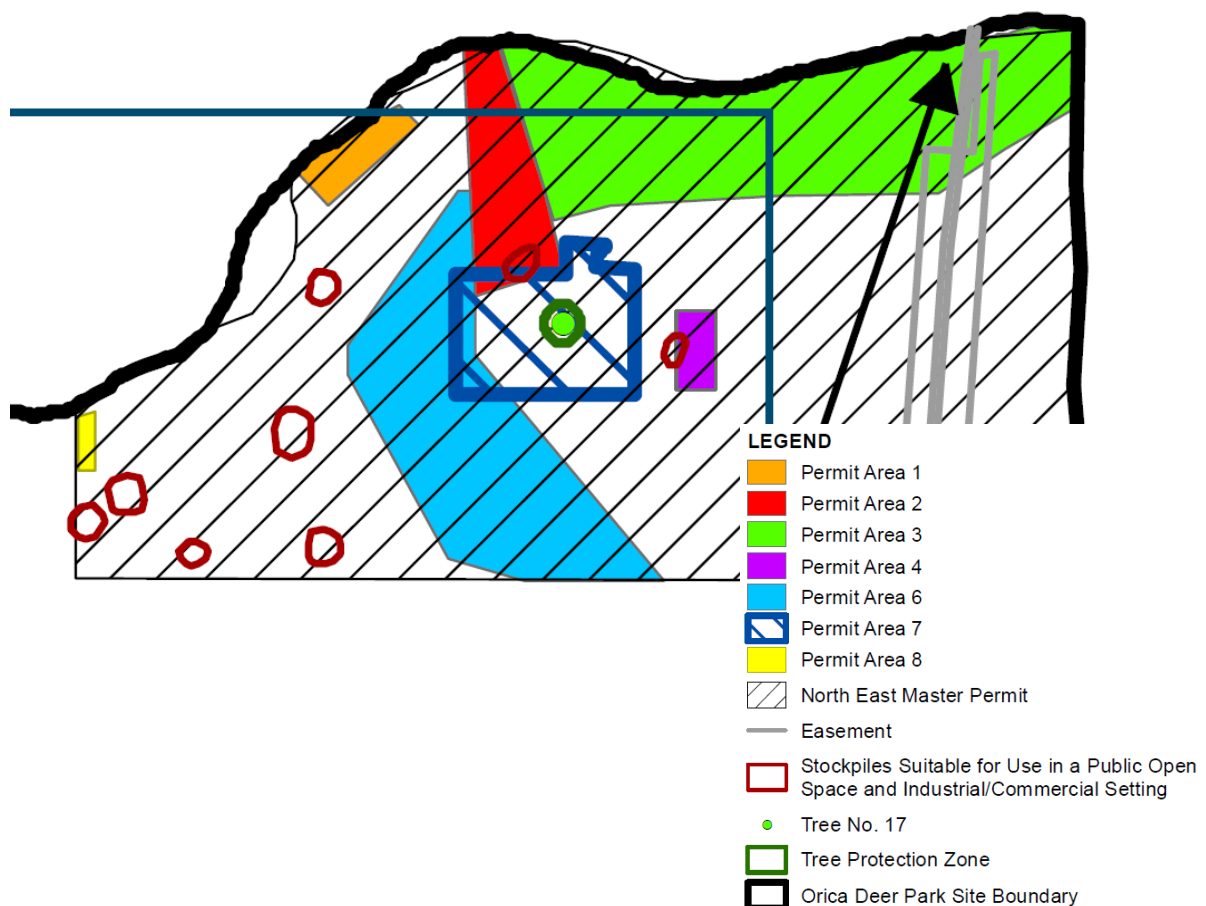 LEGEND
Permit Area 1
Permit Area 2
Permit Area 3
Permit Area 4
Permit Area 6
Permit Area 7
Permit Area 8
North East Master Permit
Easement
Stockpiles Suitable for Use in a Public Open
Space and Industrial/Commercial Setting
Tree No. 17
Tree Protection Zone
Orica Deer Park Site Boundary